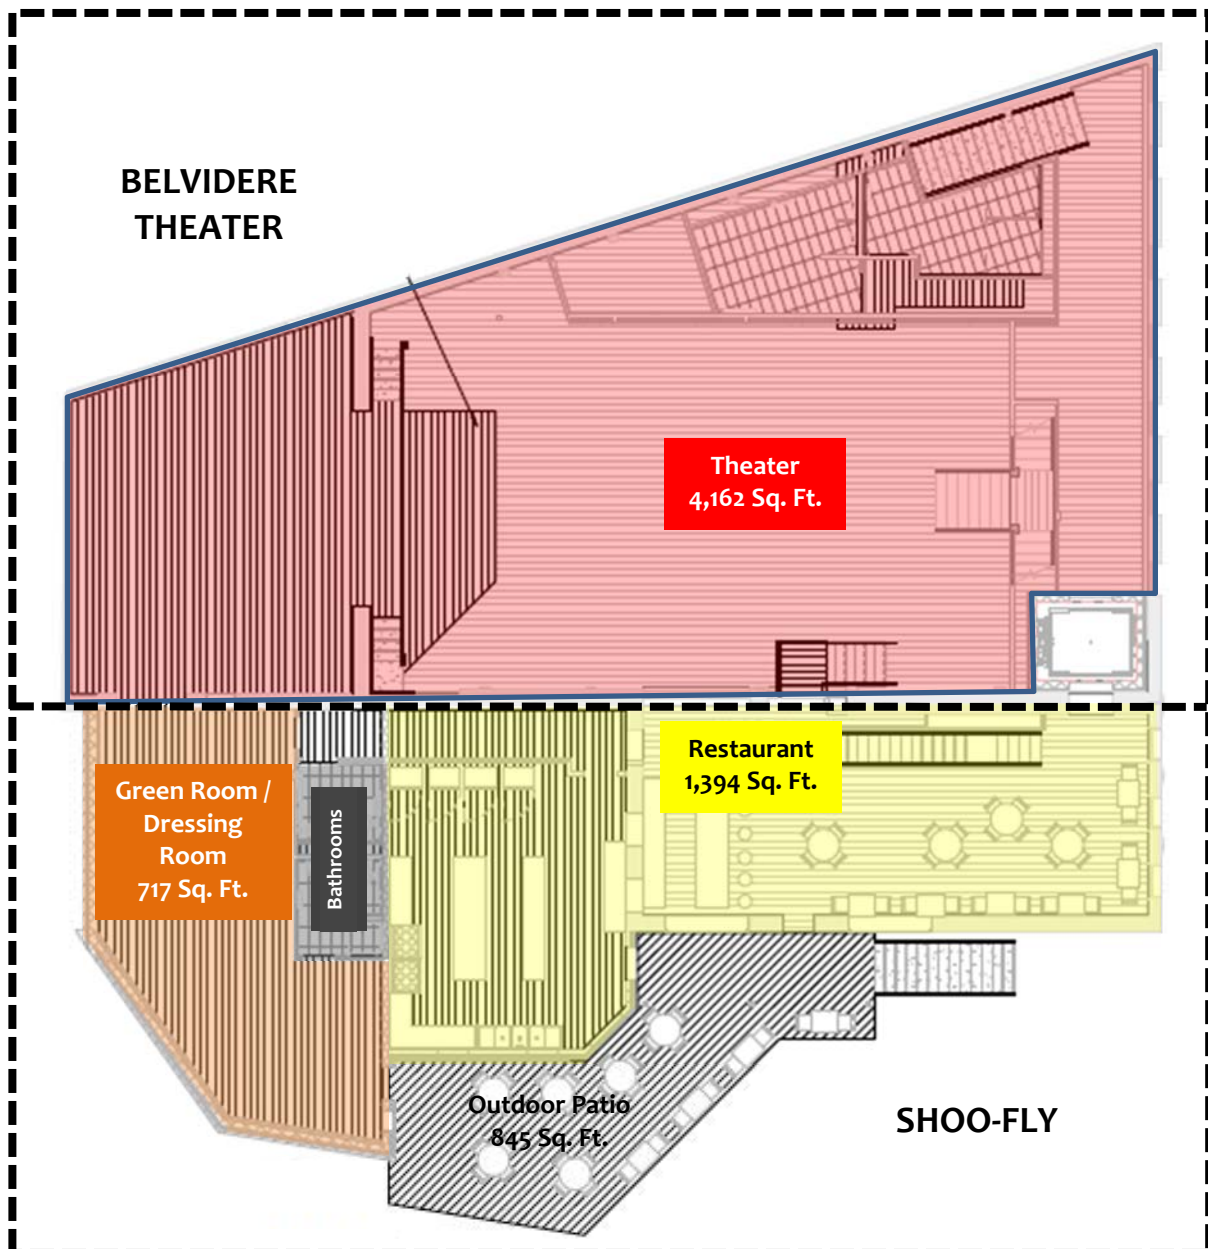 BELVIDERE
THEATER
Theater
4,162 Sq. Ft.
Restaurant
1,394 Sq. Ft.
Green Room /
Dressing
Room
717 Sq. Ft.
Bathrooms
Outdoor Patio
845 Sq. Ft.
SHOO-FLY